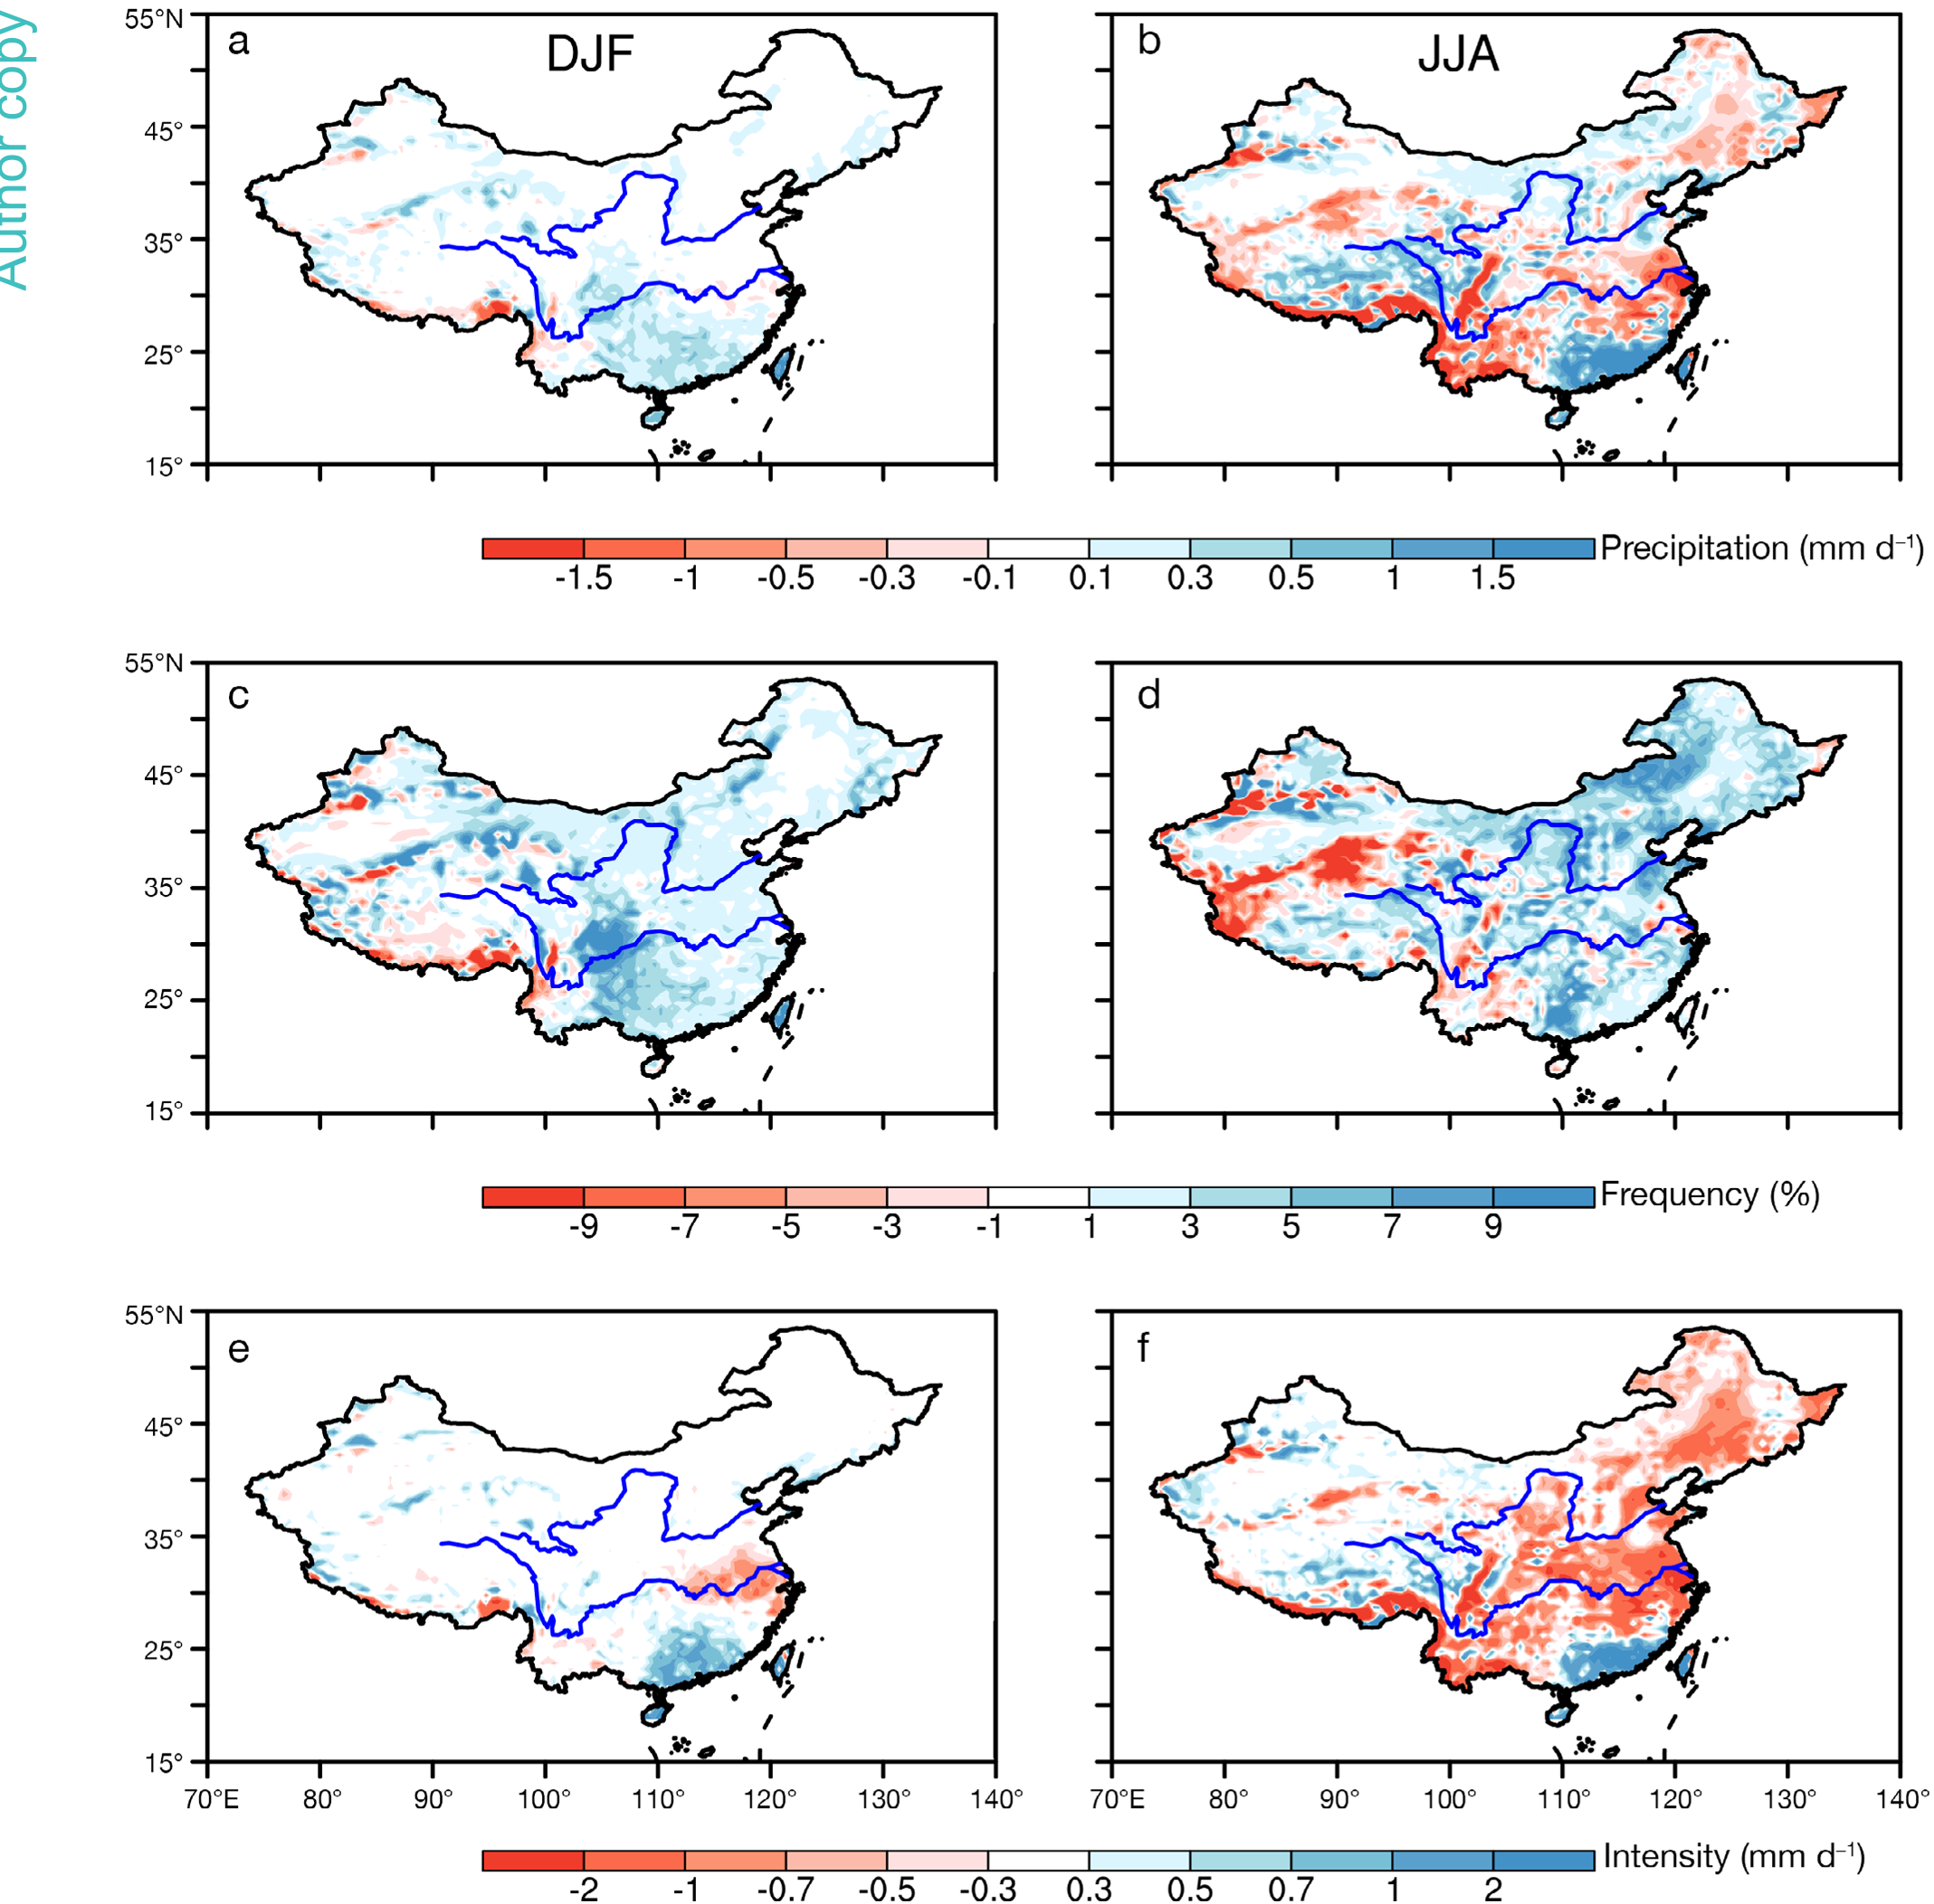 Author copy
a
DJF
b
JJA
55°N
45°
35°
25°
15°
-1.5 -1 -0.5 -0.3 -0.1 0.1 0.3 0.5 1 1.5
Precipitation (mm d⁻¹)
c
d
55°N
45°
35°
25°
15°
-9 -7 -5 -3 -1 1 3 5 7 9
Frequency (%)
e
f
55°N
45°
35°
25°
15°
70°E 80° 90° 100° 110° 120° 130° 140°
70°E 80° 90° 100° 110° 120° 130° 140°
-2 -1 -0.7 -0.5 -0.3 0.3 0.5 0.7 1 2
Intensity (mm d⁻¹)